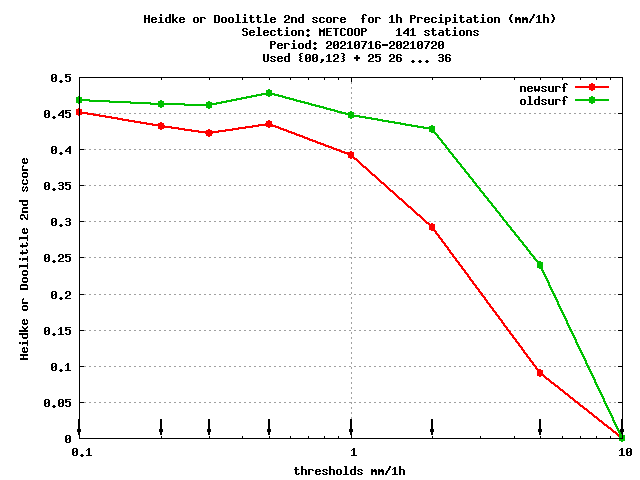 Heidke or Doolittle 2nd score  for 1h Precipitation (mm/1h)
Selection: METCOOP    141 stations
Period: 20210716-20210720
Used {00,12} + 25 26 ... 36
newsurf
oldsurf
Heidke or Doolittle 2nd score
0.5
0.45
0.4
0.35
0.3
0.25
0.2
0.15
0.1
0.05
0
0.1 1 10
thresholds mm/1h